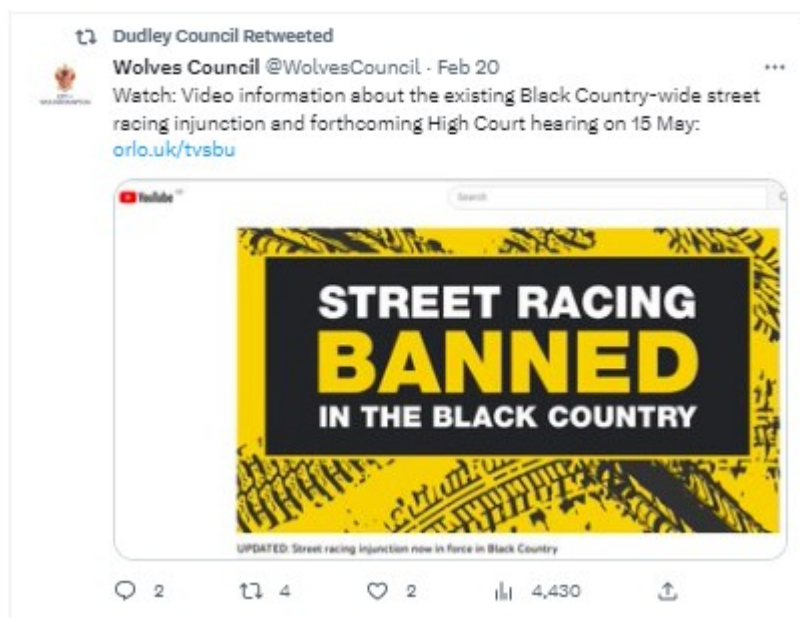 Dudley Council Retweeted
Wolves Council @WolvesCouncil · Feb 20
Watch: Video information about the existing Black Country-wide street
racing injunction and forthcoming High Court hearing on 15 May:
orlo.uk/tvsbu
YouTube
Search
STREET RACING
BANNED
IN THE BLACK COUNTRY
UPDATED: Street racing injunction now in force in Black Country
2 4 2 4,430